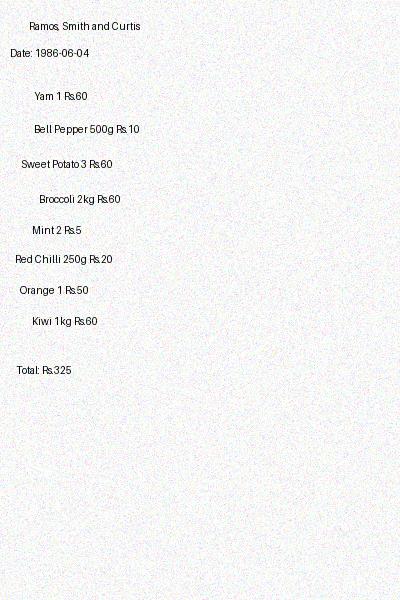 Ramos, Smith and Curtis
Date: 1986-06-04
Yam 1 Rs.60
Bell Pepper 500g Rs.10
Sweet Potato 3 Rs.60
Broccoli 2kg Rs.60
Mint 2 Rs.5
Red Chilli 250g Rs.20
Orange 1 Rs.50
Kiwi 1kg Rs.60
Total: Rs.325